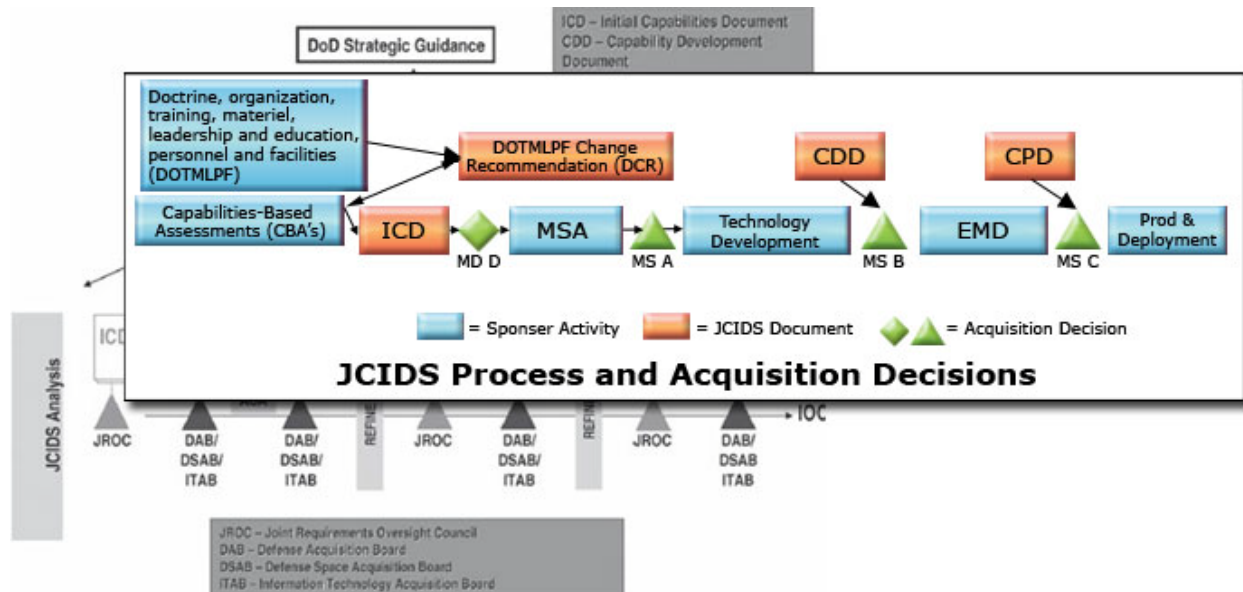 ICD – Initial Capabilities Document
CDD – Capability Development
Document
DoD Strategic Guidance
Doctrine, organization,
training, materiel,
leadership and education,
personnel and facilities
(DOTMLPF)
DOTMLPF Change
Recommendation (DCR)
CDD
CPD
Capabilities-Based
Assessments (CBA's)
ICD
MD D
MSA
MS A
Technology
Development
MS B
EMD
MS C
Prod &
Deployment
= Sponser Activity
= JCIDS Document
= Acquisition Decision
JCIDS Process and Acquisition Decisions
JCIDS Analysis
ICD
JROC
DAB/
DSAB/
ITAB
DAB/
DSAB/
ITAB
REFINE
JROC
DAB/
DSAB/
ITAB
REFINE
JROC
DAB/
DSAB
ITAB
IOC
JROC – Joint Requirements Oversight Council
DAB – Defense Acquisition Board
DSAB – Defense Space Acquisition Board
ITAB – Information Technology Acquisition Board